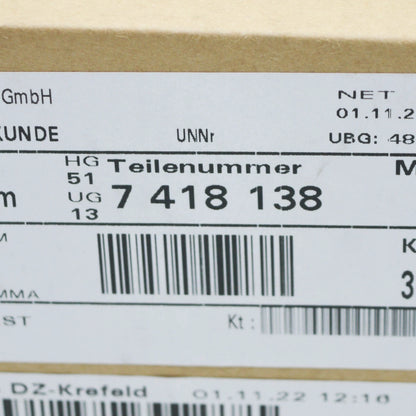 GmbH
NET
01.11.2
KUNDE
UNNr
UBG: 48
HG Teilenummer M
51
m UG 7 418 138
13
M
K
3
MMA
ST
Kt:
DZ-Krefeld 01.11.22 12:16